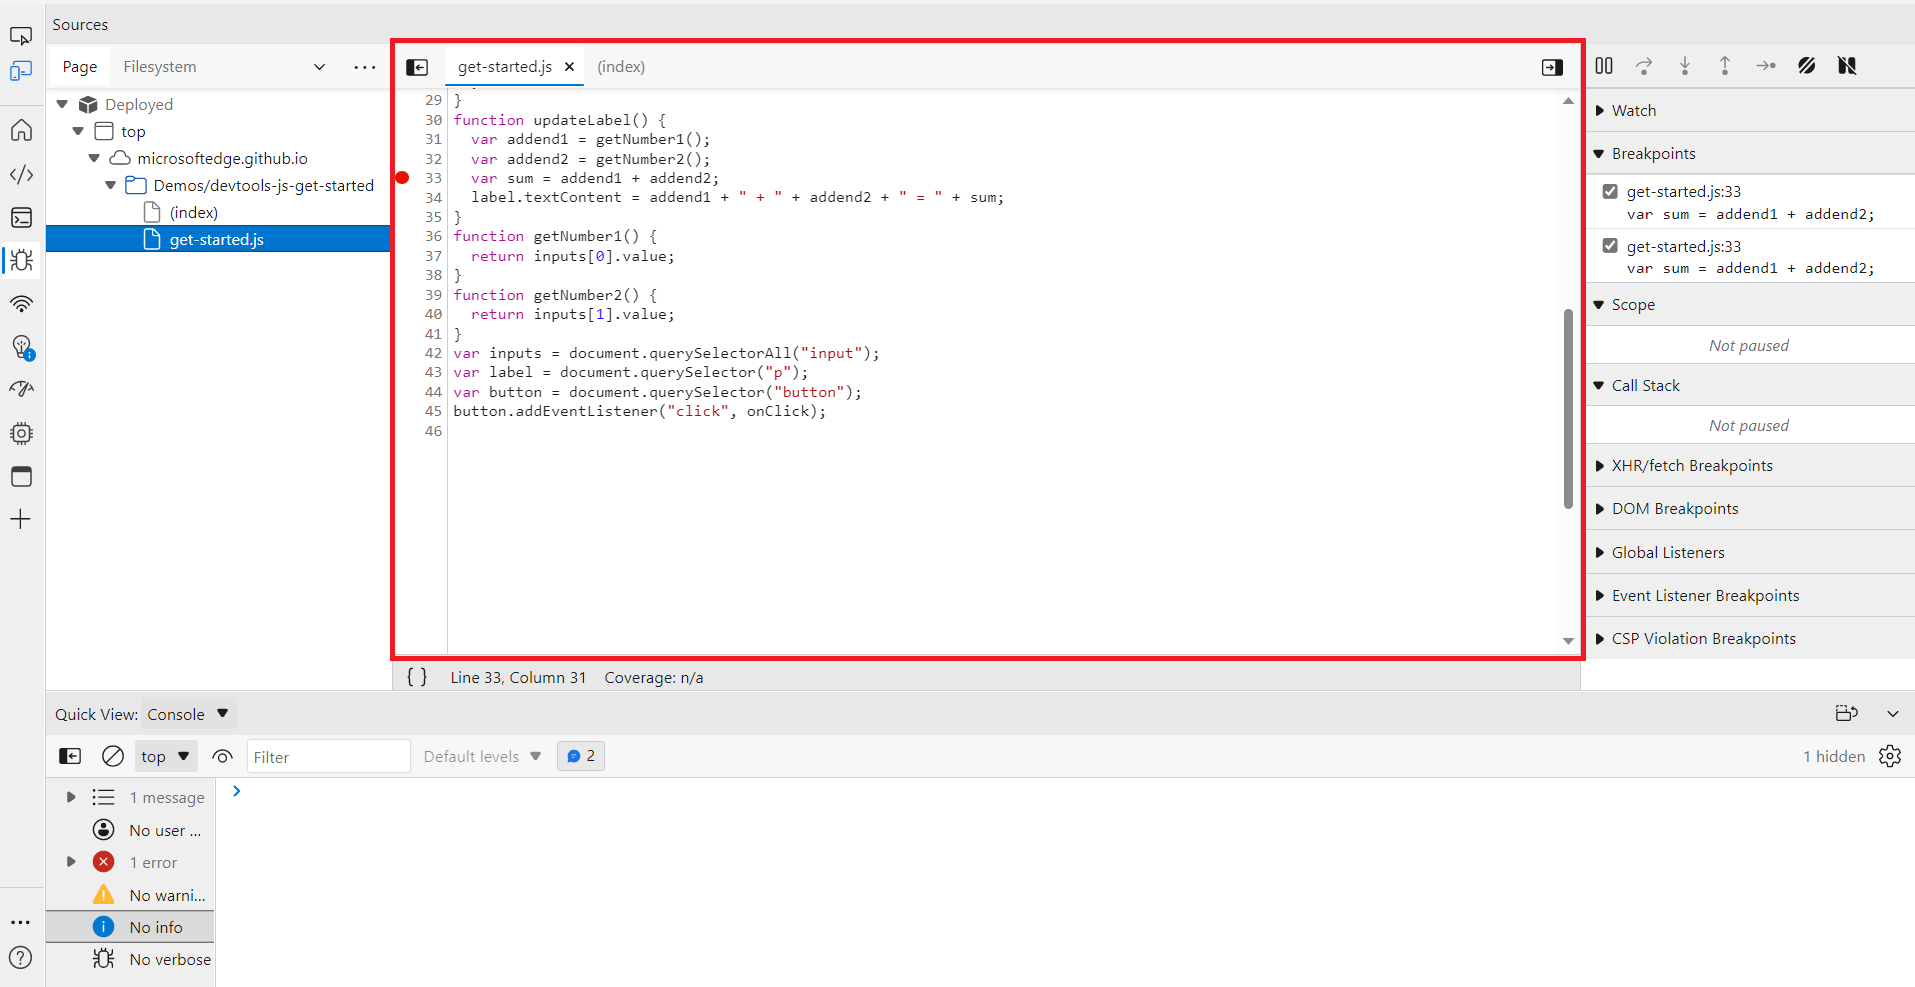 Sources
Page Filesystem
Deployed
top
microsoftedge.github.io
Demos/devtools-js-get-started
(index)
get-started.js
get-started.js (index)
29 }
30 function updateLabel() {
31 var addend1 = getNumber1();
32 var addend2 = getNumber2();
33 var sum = addend1 + addend2;
34 label.textContent = addend1 + " + " + addend2 + " = " + sum;
35 }
36 function getNumber1() {
37 return inputs[0].value;
38 }
39 function getNumber2() {
40 return inputs[1].value;
41 }
42 var inputs = document.querySelectorAll("input");
43 var label = document.querySelector("p");
44 var button = document.querySelector("button");
45 button.addEventListener("click", onClick);
46
{ } Line 33, Column 31 Coverage: n/a
Watch
Breakpoints
get-started.js:33
var sum = addend1 + addend2;
get-started.js:33
var sum = addend1 + addend2;
Scope
Not paused
Call Stack
Not paused
XHR/fetch Breakpoints
DOM Breakpoints
Global Listeners
Event Listener Breakpoints
CSP Violation Breakpoints
Quick View: Console
top Filter Default levels 2 1 hidden
1 message
No user ...
1 error
No warni...
No info
No verbose